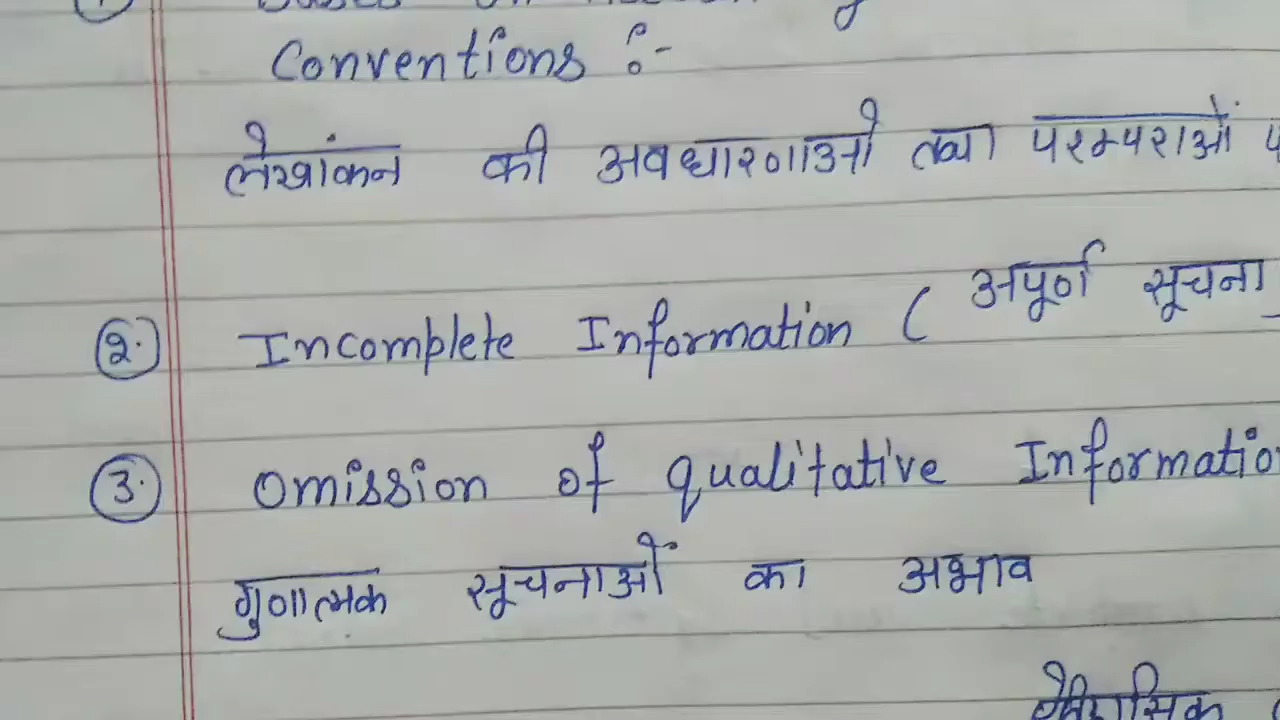 Conventions :-
लेखांकन की अवधारणाओ तथा परम्पराओं
2. Incomplete Information ( अपूर्ण सूचना
3. Omission of qualitative Informatio
गुणात्मक सूचनाओं का अभाव